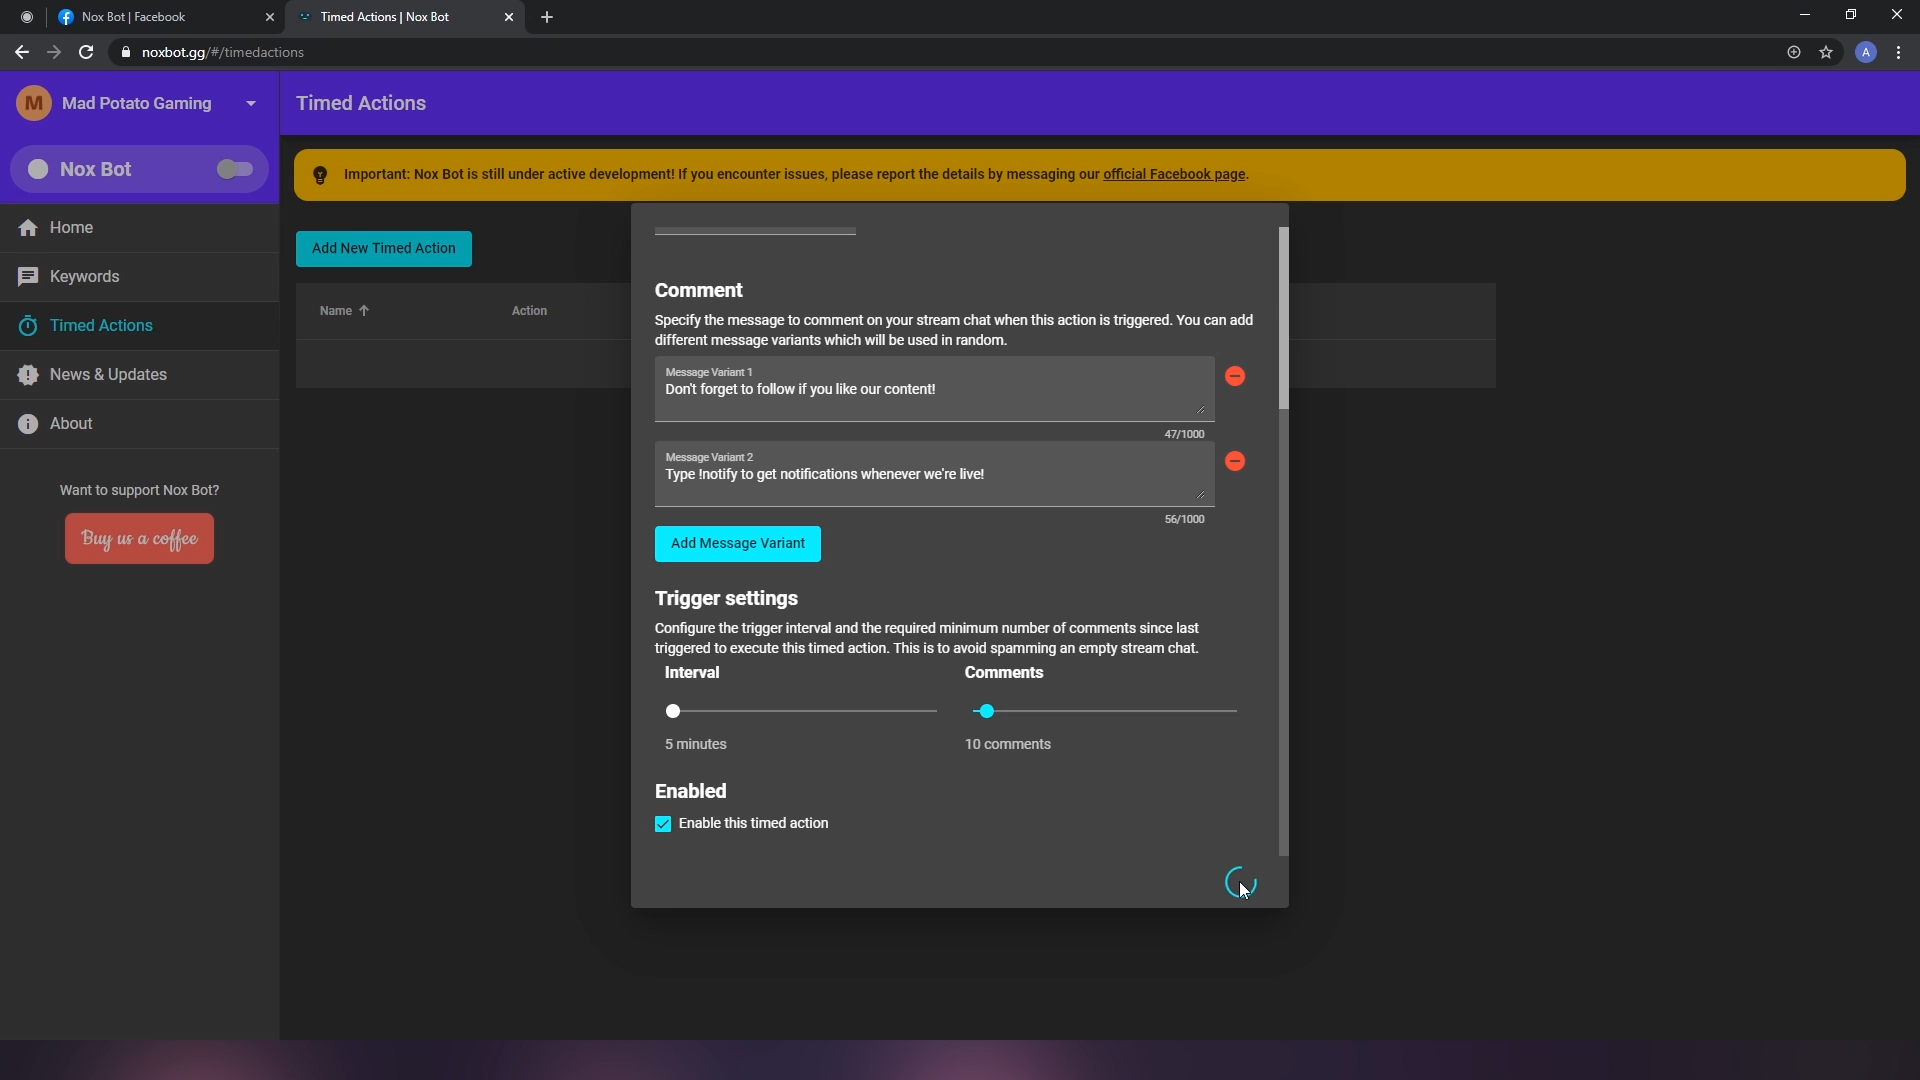 Nox Bot | Facebook
Timed Actions | Nox Bot
noxbot.gg/#/timedactions
A
M
Mad Potato Gaming
Timed Actions
Nox Bot
Important: Nox Bot is still under active development! If you encounter issues, please report the details by messaging our official Facebook page.
Home
Keywords
Timed Actions
News & Updates
About
Want to support Nox Bot?
Buy us a coffee
Add New Timed Action
Name
Action
Comment
Specify the message to comment on your stream chat when this action is triggered. You can add
different message variants which will be used in random.
Message Variant 1
Don't forget to follow if you like our content!
47/1000
Message Variant 2
Type !notify to get notifications whenever we're live!
56/1000
Add Message Variant
Trigger settings
Configure the trigger interval and the required minimum number of comments since last
triggered to execute this timed action. This is to avoid spamming an empty stream chat.
Interval
Comments
5 minutes
10 comments
Enabled
Enable this timed action